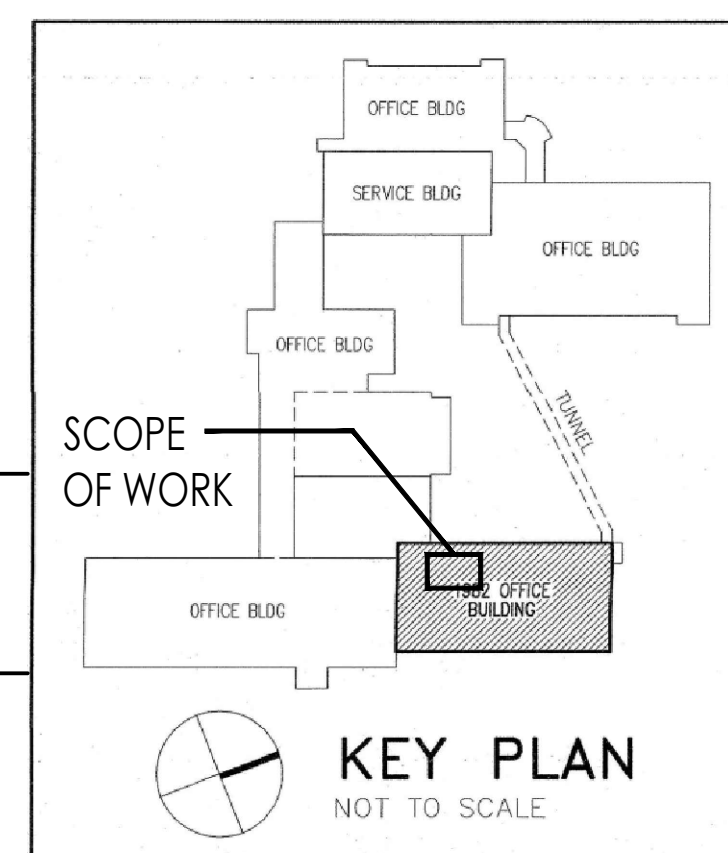 OFFICE BLDG
SERVICE BLDG
OFFICE BLDG
OFFICE BLDG
TUNNEL
SCOPE
OF WORK
1982 OFFICE
BUILDING
OFFICE BLDG
KEY PLAN
NOT TO SCALE